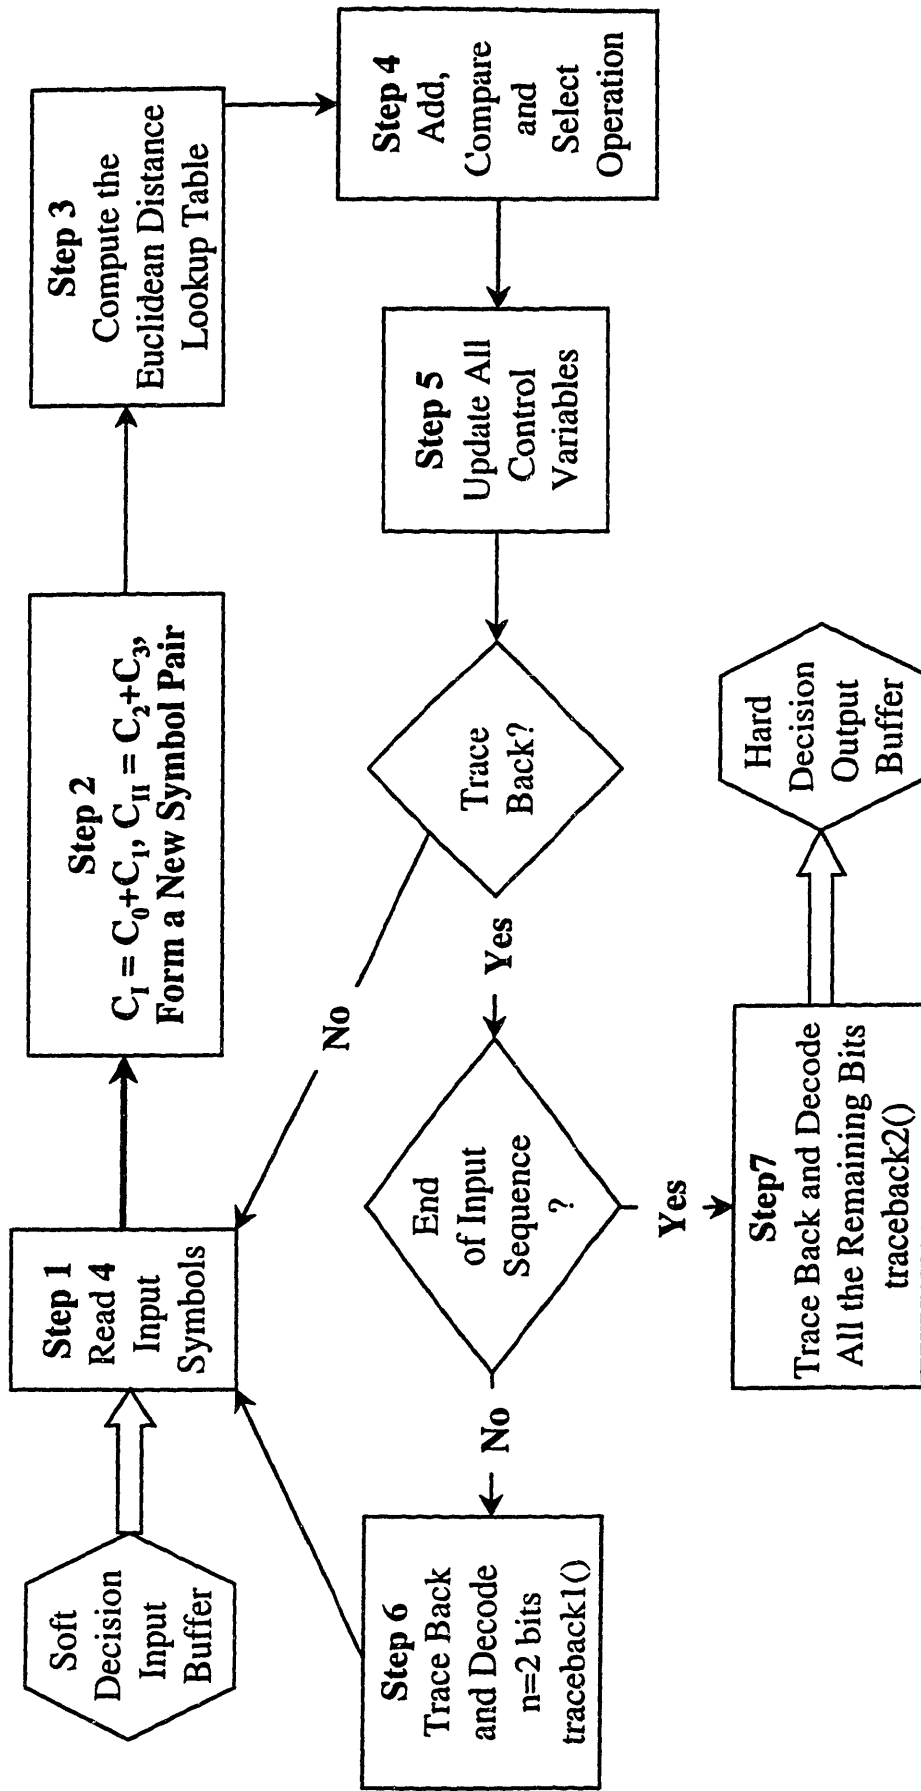 Soft
Decision
Input
Buffer
Step 1
Read 4
Input
Symbols
Step 2
C_I = C_0+C_1, C_II = C_2+C_3,
Form a New Symbol Pair
Step 3
Compute the
Euclidean Distance
Lookup Table
Step 4
Add,
Compare
and
Select
Operation
Step 5
Update All
Control
Variables
Trace
Back?
No
Yes
End
of Input
Sequence
?
No
Yes
Step 6
Trace Back
and Decode
n=2 bits
traceback1()
Step7
Trace Back and Decode
All the Remaining Bits
traceback2()
Hard
Decision
Output
Buffer